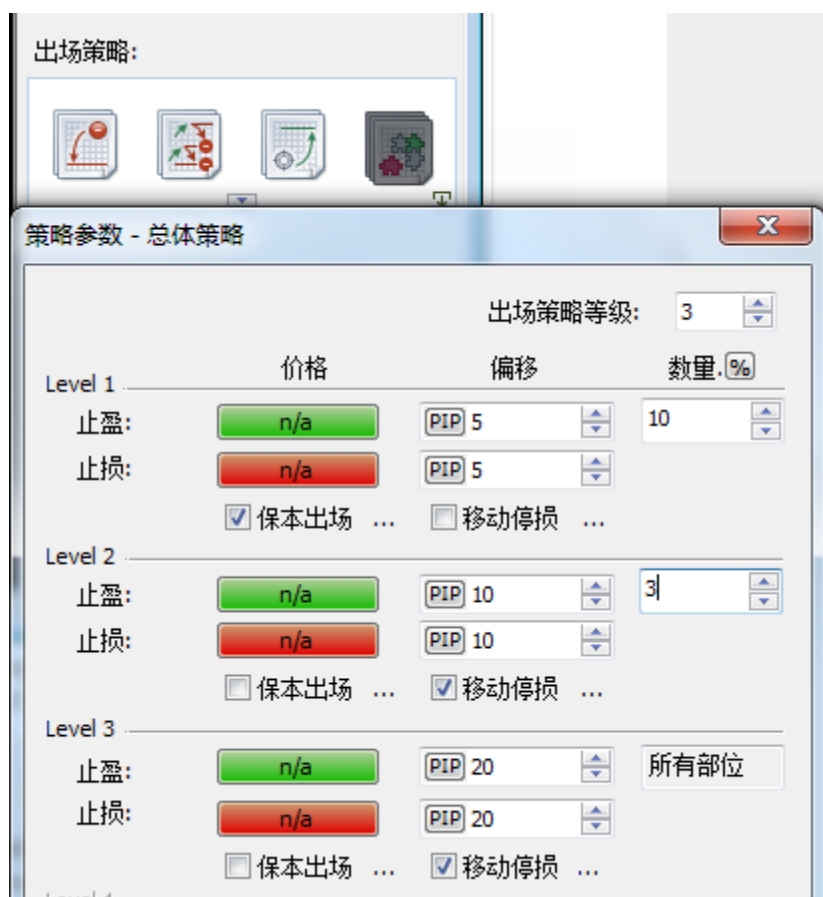 出场策略:
策略参数 - 总体策略
出场策略等级: 3
价格 偏移 数量.%
Level 1
止盈: n/a PIP 5 10
止损: n/a PIP 5
保本出场 ... 移动停损 ...
Level 2
止盈: n/a PIP 10 3
止损: n/a PIP 10
保本出场 ... 移动停损 ...
Level 3
止盈: n/a PIP 20 所有部位
止损: n/a PIP 20
保本出场 ... 移动停损 ...